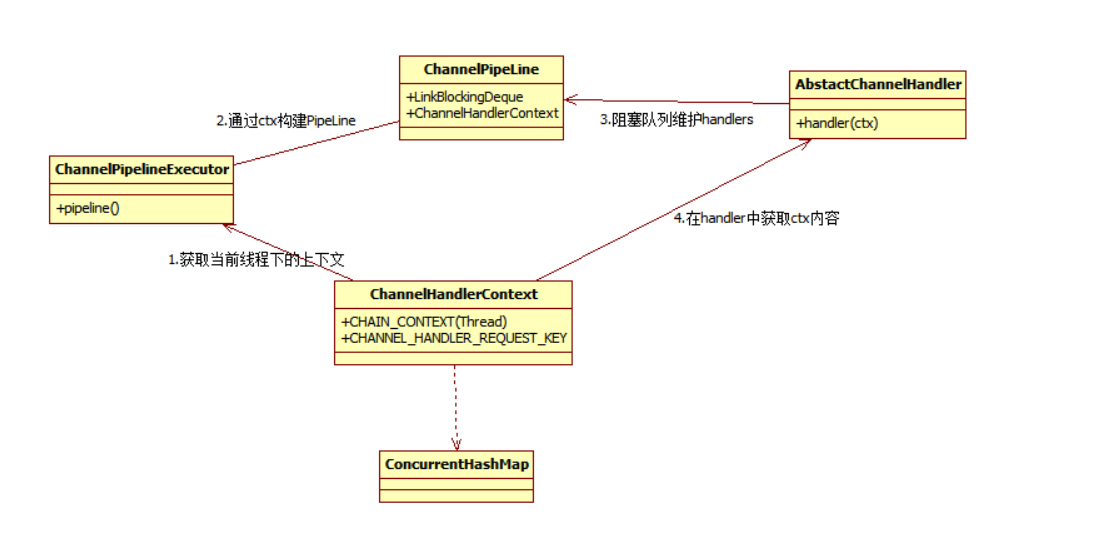 ChannelPipeLine
+LinkBlockingDeque
+ChannelHandlerContext
AbstactChannelHandler
+handler(ctx)
2.通过ctx构建PipeLine
3.阻塞队列维护handlers
ChannelPipelineExecutor
+pipeline()
4.在handler中获取ctx内容
1.获取当前线程下的上下文
ChannelHandlerContext
+CHAIN_CONTEXT(Thread)
+CHANNEL_HANDLER_REQUEST_KEY
ConcurrentHashMap